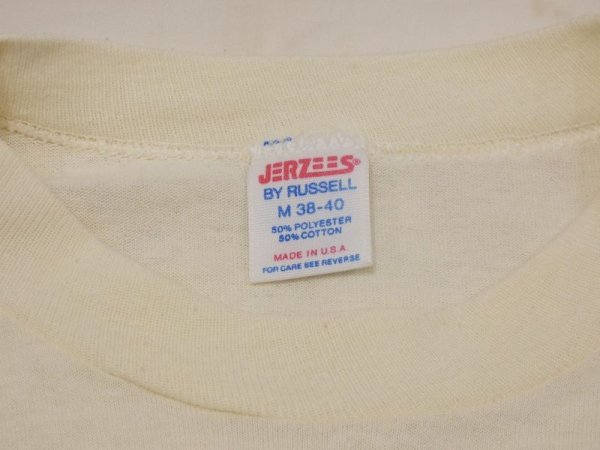 JERZEES®
BY RUSSELL
M 38-40
50% POLYESTER
50% COTTON
MADE IN U.S.A.
FOR CARE SEE REVERSE